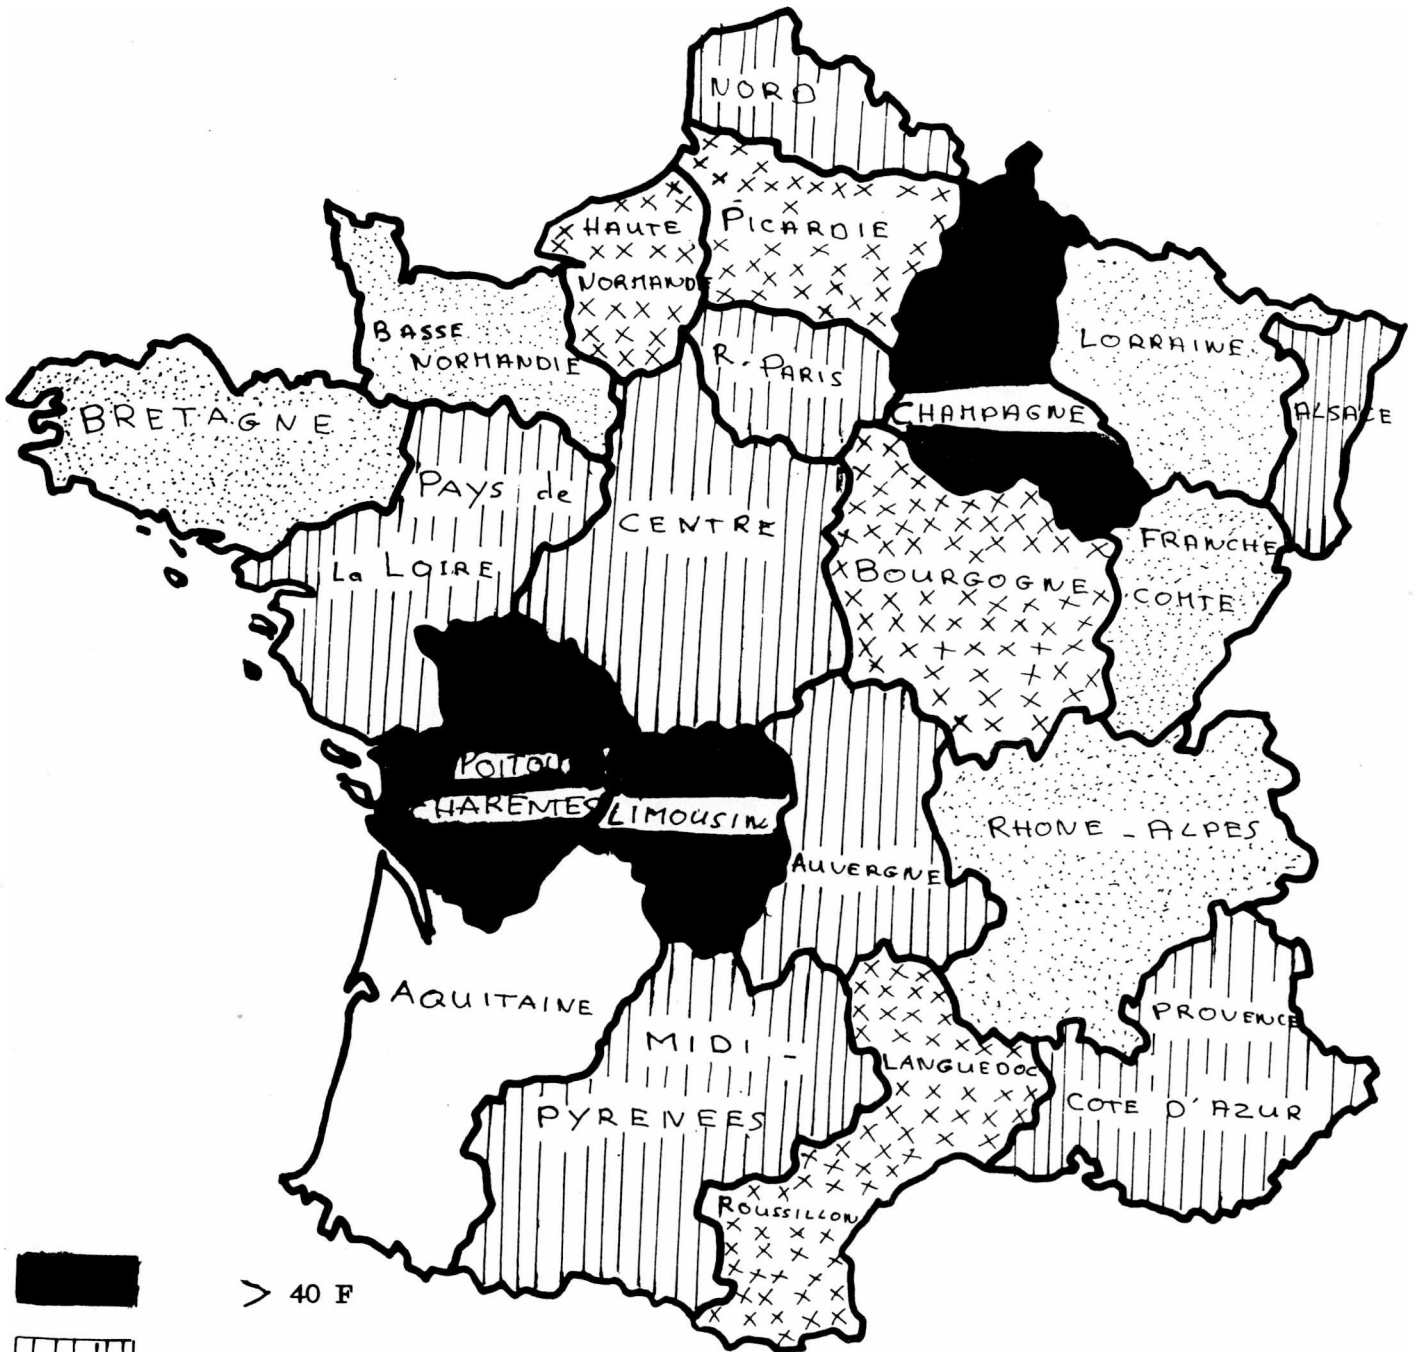 NORD
PICARDIE
HAUTE
NORMANDE
BASSE
NORMANDIE
R. PARIS
LORRAINE
ALSACE
CHAMPAGNE
BRETAGNE
PAYS de
La LOIRE
CENTRE
FRANCHE
COMTE
BOURGOGNE
POITOU
CHARENTES
LIMOUSIN
RHONE - ALPES
AUVERGNE
AQUITAINE
MIDI -
PYRENEES
LANGUEDOC
ROUSSILLON
PROVENCE
COTE D'AZUR
> 40 F